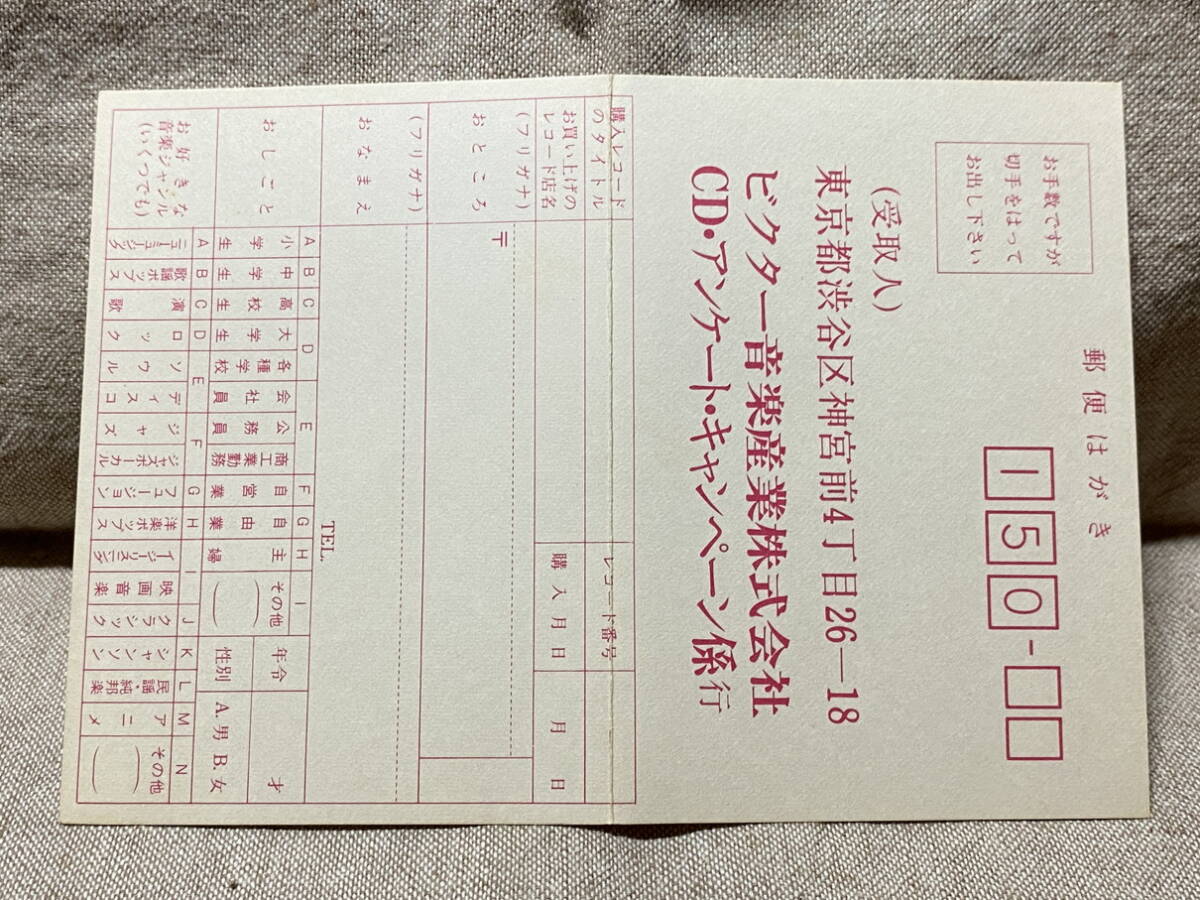 郵便はがき
150-
お手数ですが
切手をはって
お出し下さい
(受取人)
東京都渋谷区神宮前4丁目26—18
ビクター音楽産業株式会社
CD・アンケート・キャンペーン係行
購入レコードのタイトル
レコード番号
お買い上げのレコード店名
購入月日
月 日
(フリガナ)
おところ
〒
(フリガナ)
おなまえ
TEL.
おしごと
A B C D E F G H I
小学生 中学生 高校生 大学生 各種学校 会社員 公務員 商工業勤務 自営業 自由業 主婦 その他( )
年令
才
性別
A.男 B.女
お好きな
音楽ジャンル
(いくつでも)
A B C D E F G H I J K L M N
ニューミュージック 歌謡ポップス 演歌 ロック ソウル ディスコ ジャズ ジャズボーカル フュージョン 洋楽ポップス イージーリスニング 映画音楽 クラシック シャンソン 民謡・純邦楽 アニメ その他( )